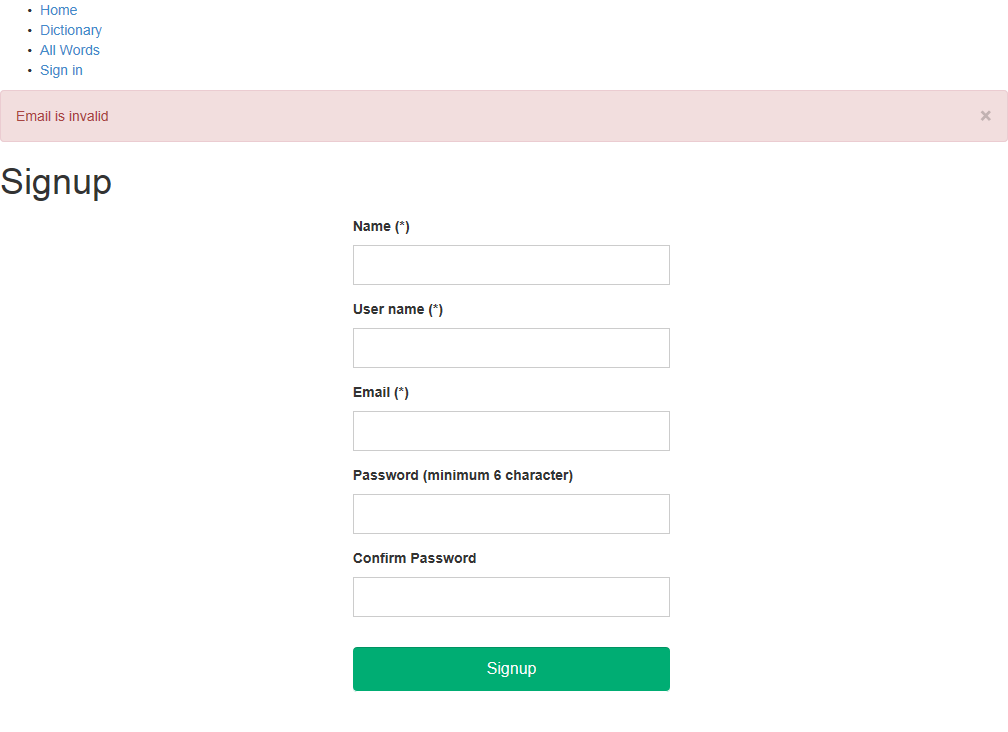 Home
Dictionary
All Words
Sign in
Email is invalid ×
Signup
Name (*)
User name (*)
Email (*)
Password (minimum 6 character)
Confirm Password
Signup